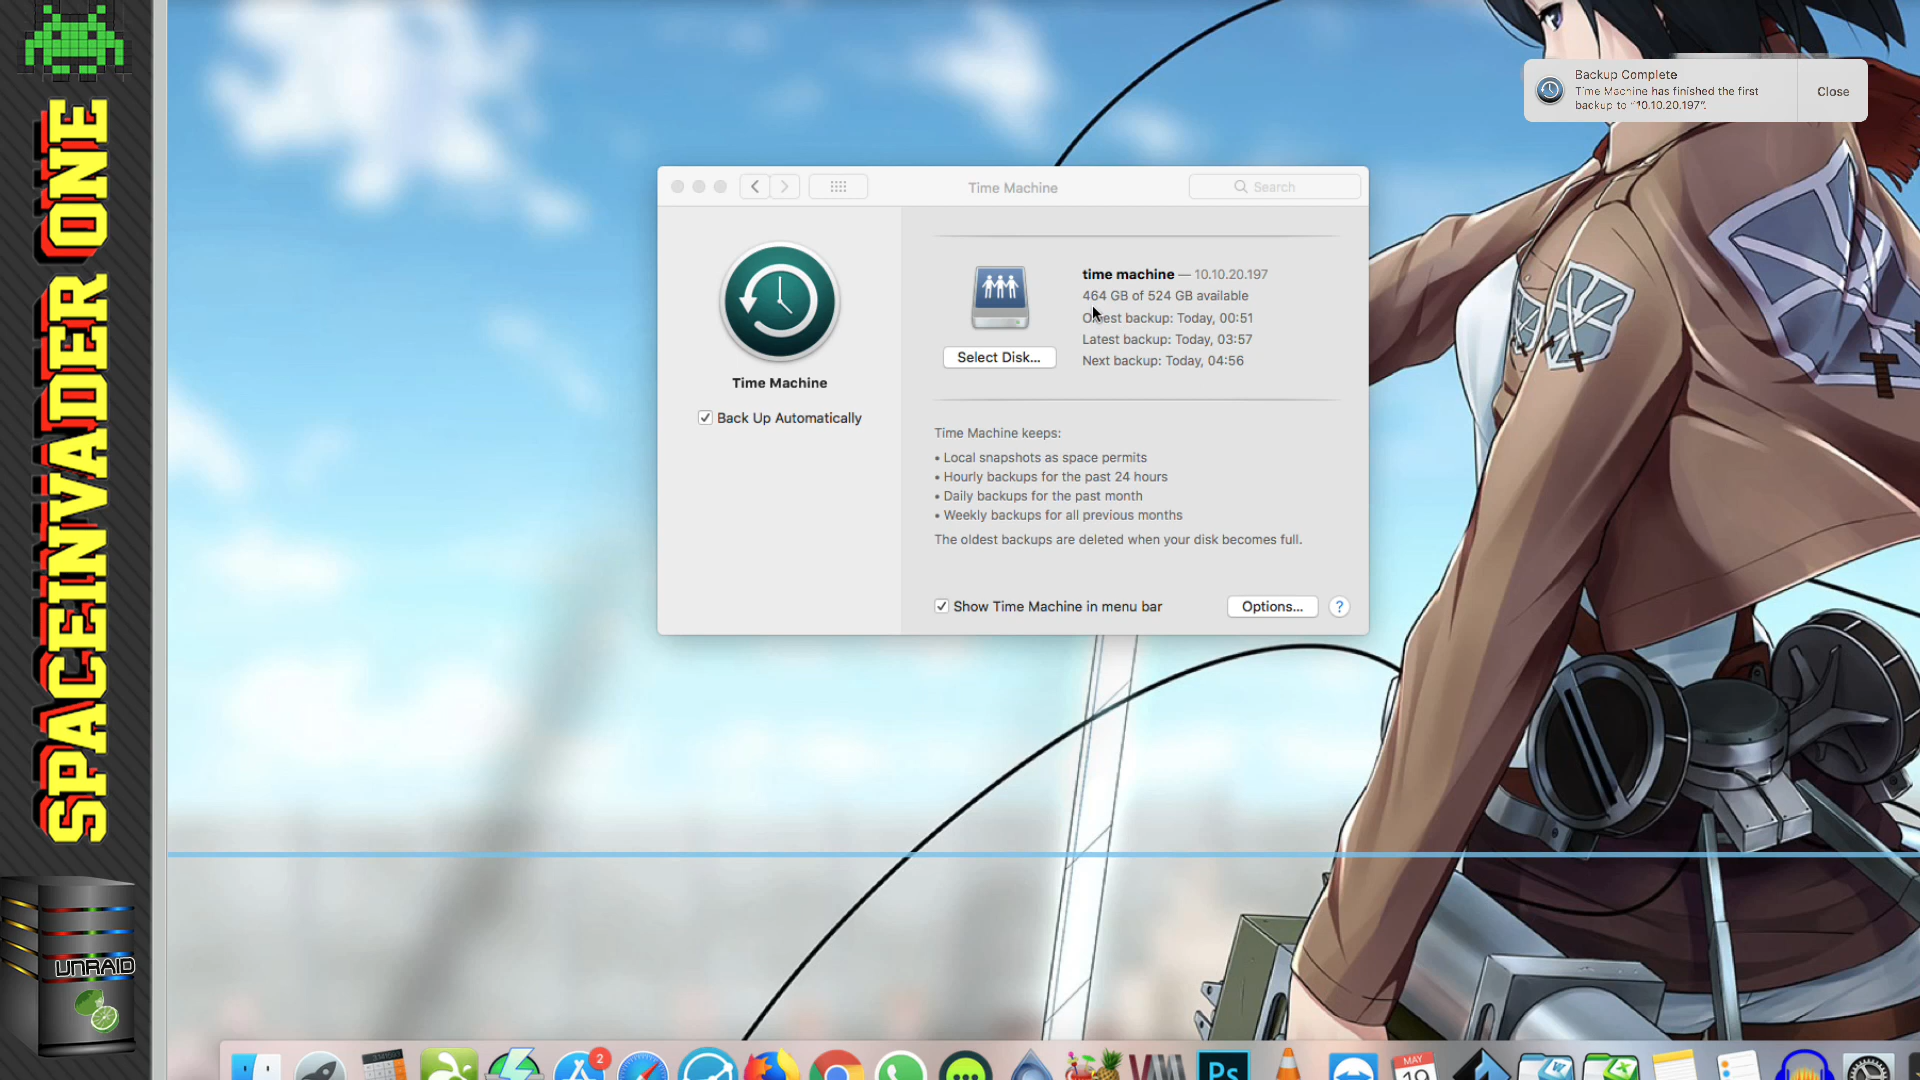 SPACEINVADER ONE
UNRAID
Backup Complete
Time Machine has finished the first
backup to "10.10.20.197".
Close
Time Machine
Search
time machine — 10.10.20.197
464 GB of 524 GB available
Oldest backup: Today, 00:51
Latest backup: Today, 03:57
Next backup: Today, 04:56
Select Disk...
Time Machine
Back Up Automatically
Time Machine keeps:
• Local snapshots as space permits
• Hourly backups for the past 24 hours
• Daily backups for the past month
• Weekly backups for all previous months
The oldest backups are deleted when your disk becomes full.
Show Time Machine in menu bar
Options...
?
2
Ps
MAY
19
W
X